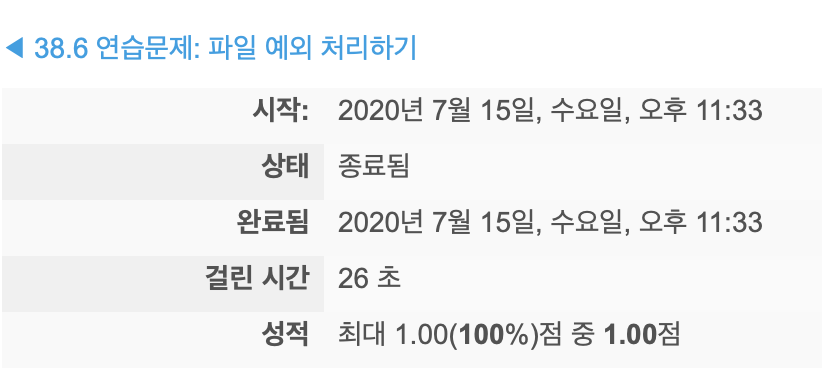 ◀ 38.6 연습문제: 파일 예외 처리하기
시작: 2020년 7월 15일, 수요일, 오후 11:33
상태 종료됨
완료됨 2020년 7월 15일, 수요일, 오후 11:33
걸린 시간 26 초
성적 최대 1.00(100%)점 중 1.00점